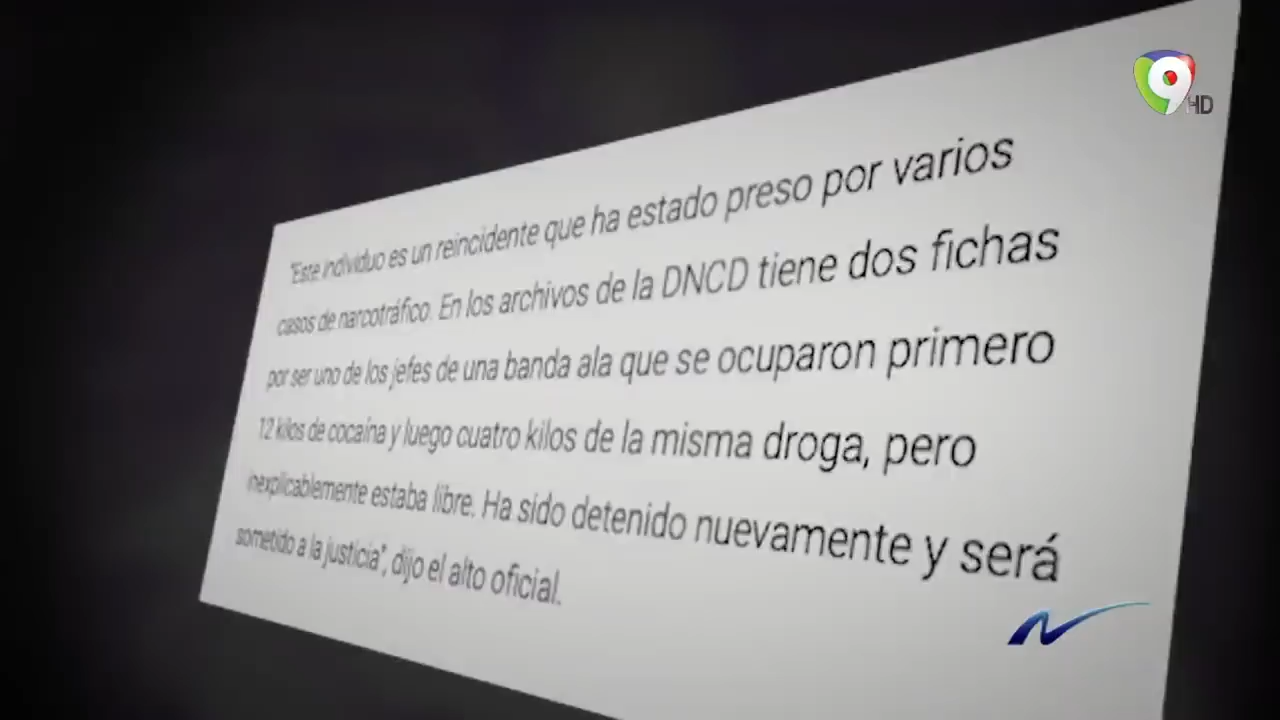 "Este individuo es un reincidente que ha estado preso por varios
casos de narcotráfico. En los archivos de la DNCD tiene dos fichas
por ser uno de los jefes de una banda ala que se ocuparon primero
12 kilos de cocaína y luego cuatro kilos de la misma droga, pero
inexplicablemente estaba libre. Ha sido detenido nuevamente y será
sometido a la justicia", dijo el alto oficial.
9
HD
N